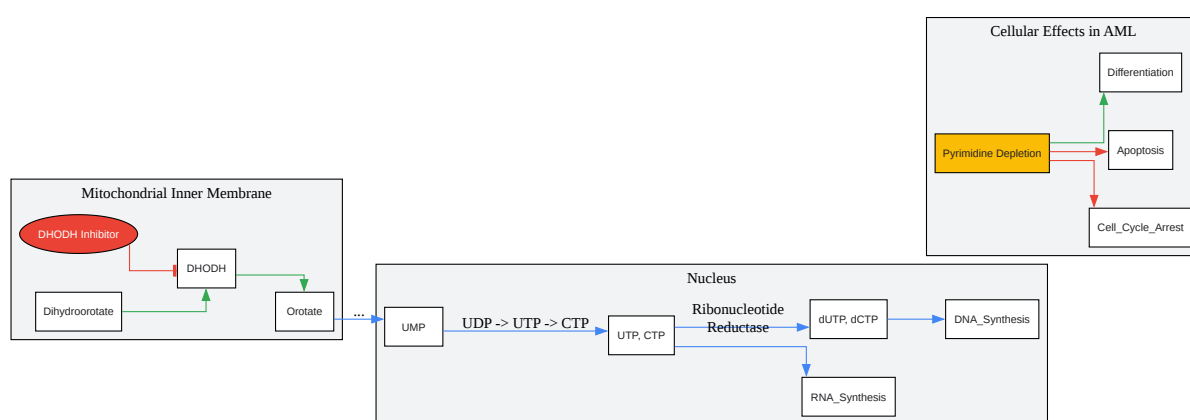 Cellular Effects in AML
Differentiation
Pyrimidine Depletion
Apoptosis
Cell_Cycle_Arrest
Mitochondrial Inner Membrane
DHODH Inhibitor
DHODH
Dihydroorotate
Orotate
...
Nucleus
UMP
UDP -> UTP -> CTP
UTP, CTP
Ribonucleotide
Reductase
dUTP, dCTP
DNA_Synthesis
RNA_Synthesis